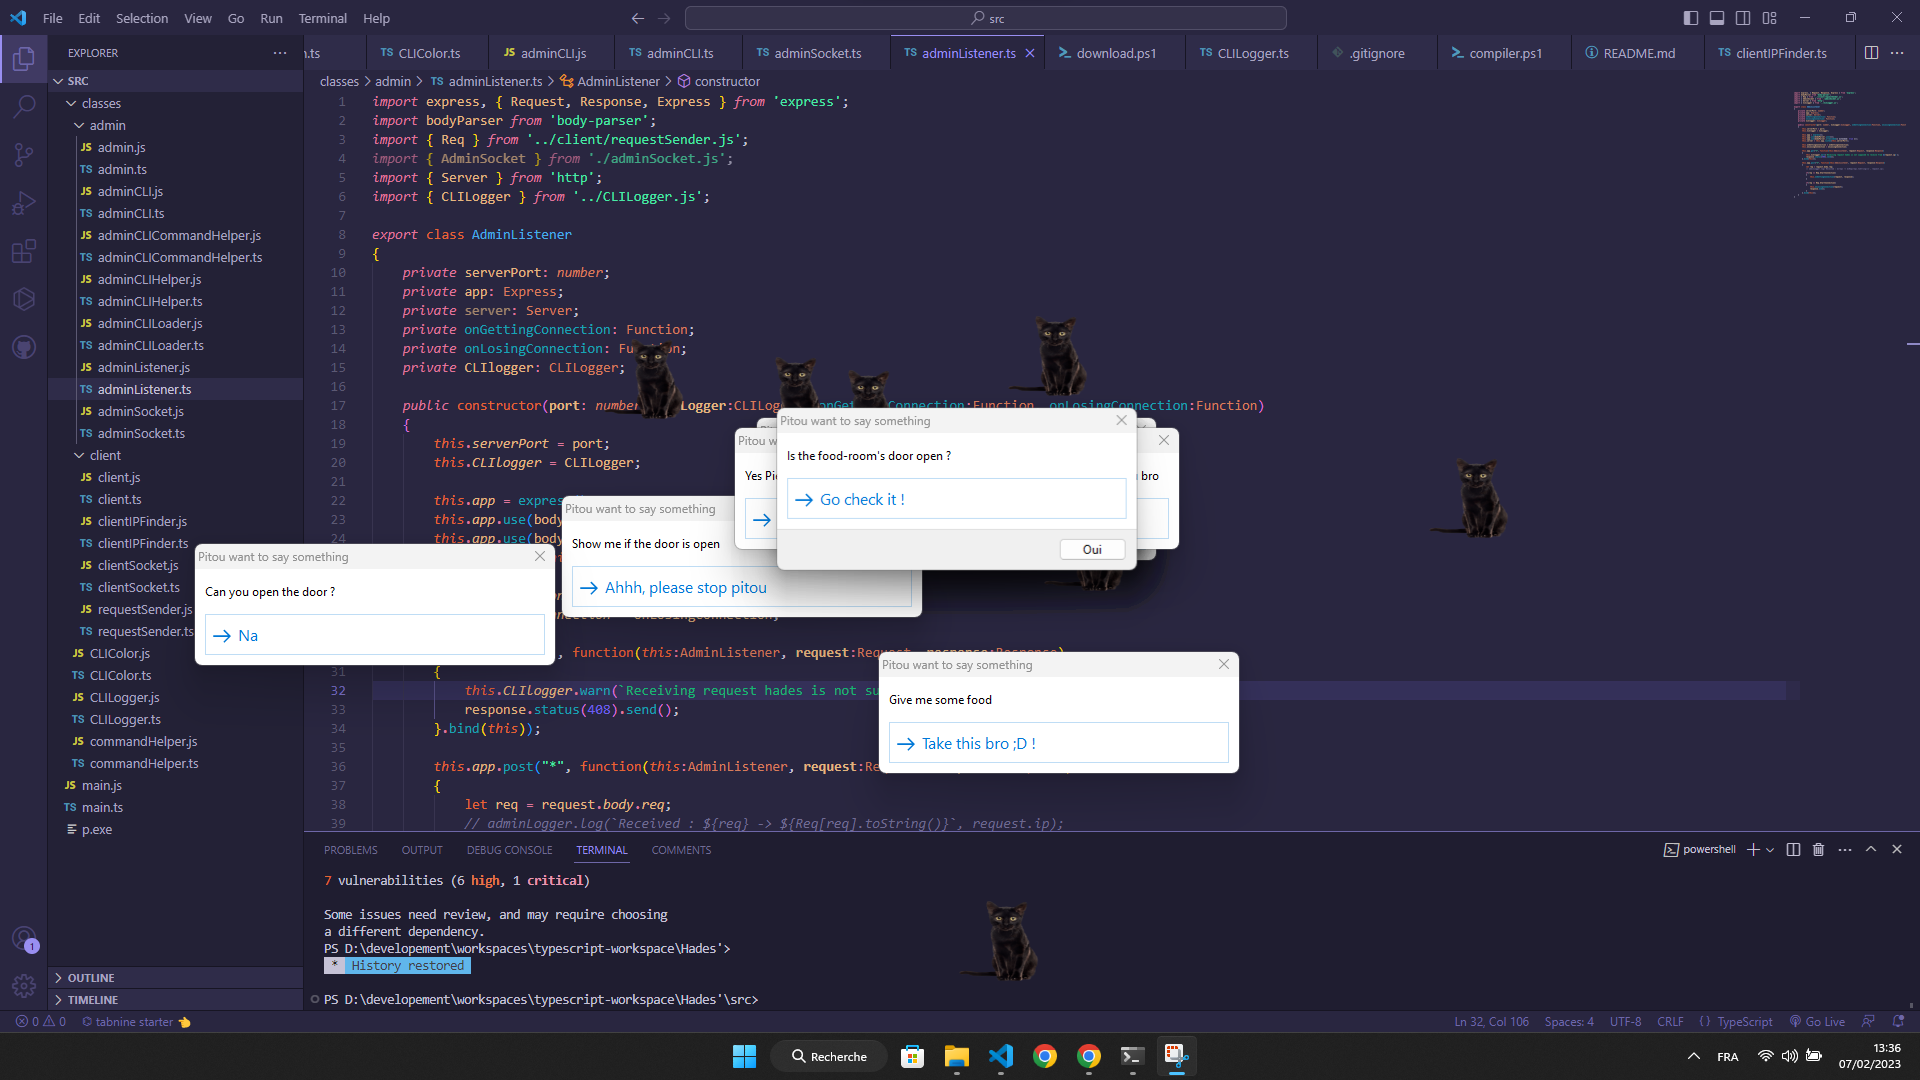 File Edit Selection View Go Run Terminal Help
src
EXPLORER
n.ts
TS CLIColor.ts
JS adminCLI.js
TS adminCLI.ts
TS adminSocket.ts
TS adminListener.ts
download.ps1
TS CLILogger.ts
.gitignore
compiler.ps1
README.md
TS clientIPFinder.ts
classes > admin > TS adminListener.ts > AdminListener > constructor
SRC
classes
admin
JS admin.js
TS admin.ts
JS adminCLI.js
TS adminCLI.ts
JS adminCLICommandHelper.js
TS adminCLICommandHelper.ts
JS adminCLIHelper.js
TS adminCLIHelper.ts
JS adminCLILoader.js
TS adminCLILoader.ts
JS adminListener.js
TS adminListener.ts
JS adminSocket.js
TS adminSocket.ts
client
JS client.js
TS client.ts
JS clientIPFinder.js
TS clientIPFinder.ts
JS clientSocket.js
TS clientSocket.ts
JS requestSender.js
TS requestSender.ts
JS CLIColor.js
TS CLIColor.ts
JS CLILogger.js
TS CLILogger.ts
JS commandHelper.js
TS commandHelper.ts
JS main.js
TS main.ts
p.exe
OUTLINE
TIMELINE
1 import express, { Request, Response, Express } from 'express';
2 import bodyParser from 'body-parser';
3 import { Req } from '../client/requestSender.js';
4 import { AdminSocket } from './adminSocket.js';
5 import { Server } from 'http';
6 import { CLILogger } from '../CLILogger.js';
7
8 export class AdminListener
9 {
10 private serverPort: number;
11 private app: Express;
12 private server: Server;
13 private onGettingConnection: Function;
14 private onLosingConnection: Fu on;
15 private CLIlogger: CLILogger;
16
17 public constructor(port: number Logger:CLILog onGe Connection:Function, onLosingConnection:Function)
18 {
19 this.serverPort = port;
20 this.CLIlogger = CLILogger;
21
22 this.app = expres
23 this.app.use(bod
24 this.app.use(bod
31 {
, function(this:AdminListener, request:Request, response:Response)
32 this.CLIlogger.warn(`Receiving request hades is not su
33 response.status(408).send();
34 }.bind(this));
35
36 this.app.post("*", function(this:AdminListener, request:Re
37 {
38 let req = request.body.req;
39 // adminLogger.log(`Received : ${req} -> ${Req[req].toString()}`, request.ip);
Pitou want to say something
Can you open the door ?
Na
Pitou want to say something
Show me if the door is open
Ahhh, please stop pitou
Pitou w
Yes Pi
bro
Pitou want to say something
Is the food-room's door open ?
Go check it !
Oui
Pitou want to say something
Give me some food
Take this bro ;D !
PROBLEMS OUTPUT DEBUG CONSOLE TERMINAL COMMENTS
powershell
7 vulnerabilities (6 high, 1 critical)
Some issues need review, and may require choosing
a different dependency.
PS D:\developement\workspaces\typescript-workspace\Hades'>
* History restored
PS D:\developement\workspaces\typescript-workspace\Hades'\src>
1
0 0 tabnine starter
Ln 32, Col 106 Spaces: 4 UTF-8 CRLF {} TypeScript Go Live
Recherche
FRA
13:36
07/02/2023